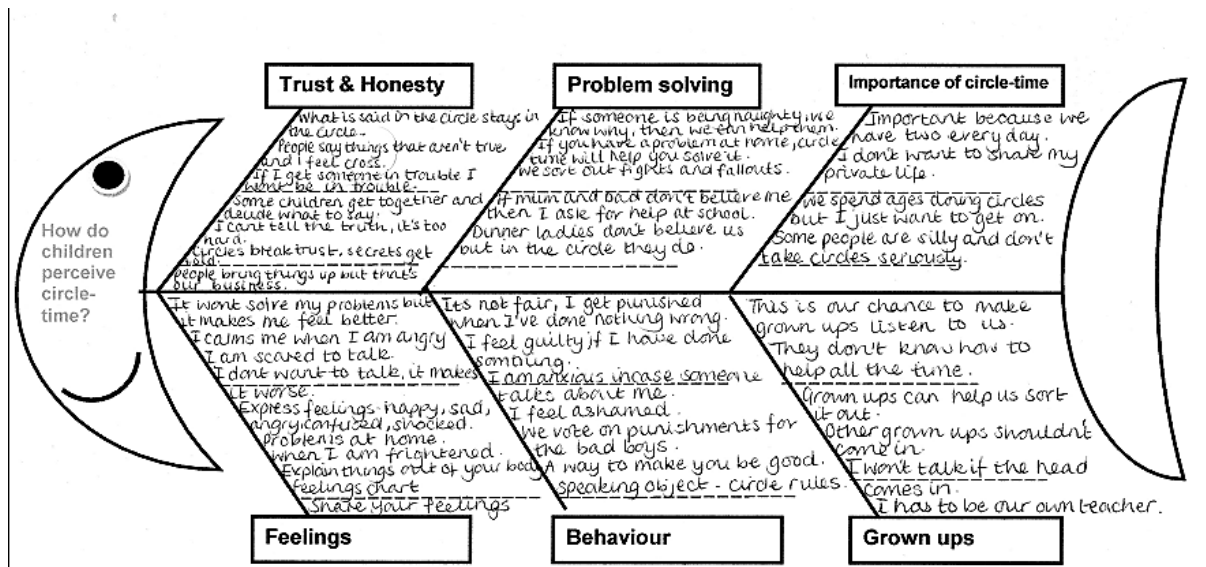 How do
children
perceive
circle-
time?
Trust & Honesty
What is said in the circle stays in
the circle.
People say things that aren't true
and I feel cross.
If I get someone in trouble I
wont be in trouble.
Some children get together and
decide what to say.
I cant tell the truth, it's too
hard.
Circles break trust, secrets get
told.
people bring things up but that's
our business.
Problem solving
If someone is being naughty, we
know why, then we can help them.
If you have a problem at home, circle
time will help you solve it.
We sort out fights and fallouts.
If mum and dad don't believe me
then I ask for help at school.
Dinner ladies don't believe us
but in the circle they do.
Importance of circle-time
Important because we
have two every day.
I don't want to share my
private life.
We spend ages doing circles
but I just want to get on.
Some people are silly and don't
take circles seriously.
It wont solve my problems but
it makes me feel better.
I calms me when I am angry
I am scared to talk.
I dont want to talk, it makes
it worse.
Express feelings-happy, sad,
angry, confused, shocked.
problems at home.
when I am frightened.
Explain things out of your body
feelings chart
Share your feelings
Feelings
Its not fair, I get punished
when I've done nothing wrong.
I feel guilty if I have done
something.
I am anxious incase someone
talks about me.
I feel ashamed.
We vote on punishments for
the bad boys.
A way to make you be good.
speaking object - circle rules.
Behaviour
This is our chance to make
grown ups listen to us.
They don't know how to
help all the time.
Grown ups can help us sort
it out.
Other grown ups shouldn't
come in.
I won't talk if the head
comes in.
I has to be our own teacher.
Grown ups